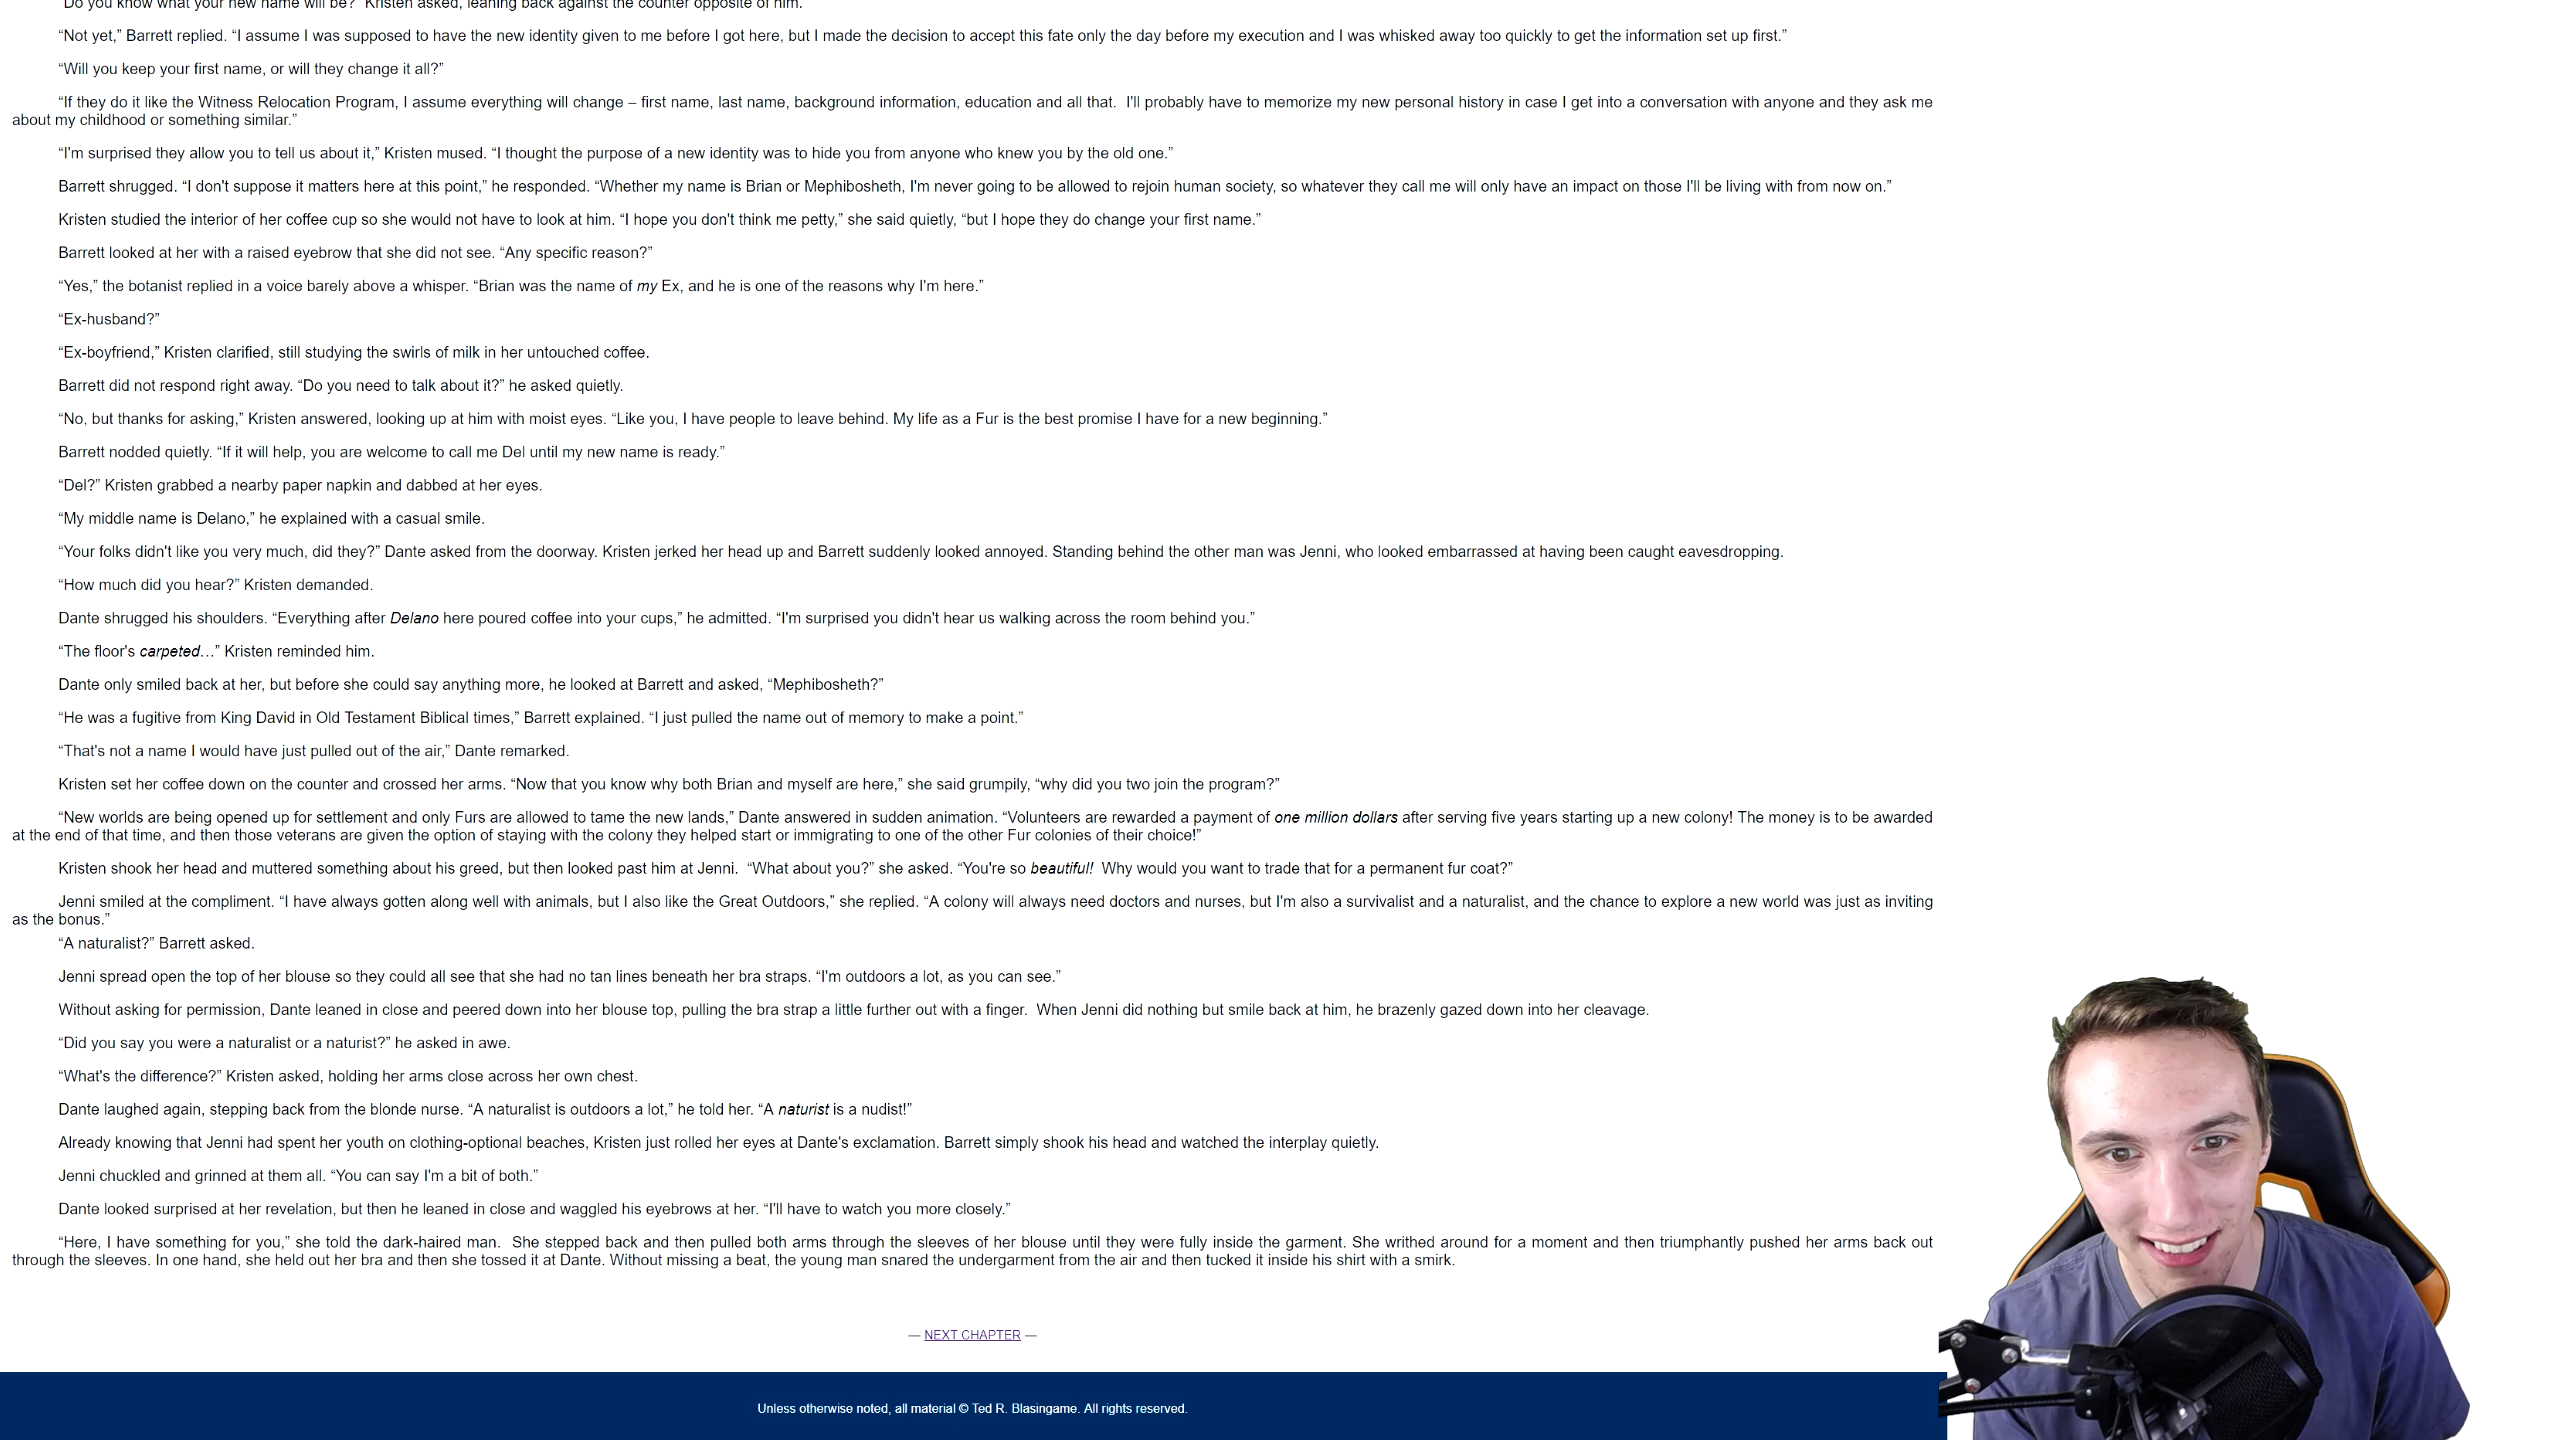 “Do you know what your new name will be?” Kristen asked, leaning back against the counter opposite of him.
“Not yet,” Barrett replied. “I assume I was supposed to have the new identity given to me before I got here, but I made the decision to accept this fate only the day before my execution and I was whisked away too quickly to get the information set up first.”
“Will you keep your first name, or will they change it all?”
“If they do it like the Witness Relocation Program, I assume everything will change – first name, last name, background information, education and all that.  I'll probably have to memorize my new personal history in case I get into a conversation with anyone and they ask me
about my childhood or something similar.”
“I'm surprised they allow you to tell us about it,” Kristen mused. “I thought the purpose of a new identity was to hide you from anyone who knew you by the old one.”
Barrett shrugged. “I don't suppose it matters here at this point,” he responded. “Whether my name is Brian or Mephibosheth, I'm never going to be allowed to rejoin human society, so whatever they call me will only have an impact on those I'll be living with from now on.”
Kristen studied the interior of her coffee cup so she would not have to look at him. “I hope you don't think me petty,” she said quietly, “but I hope they do change your first name.”
Barrett looked at her with a raised eyebrow that she did not see. “Any specific reason?”
“Yes,” the botanist replied in a voice barely above a whisper. “Brian was the name of my Ex, and he is one of the reasons why I'm here.”
“Ex-husband?”
“Ex-boyfriend,” Kristen clarified, still studying the swirls of milk in her untouched coffee.
Barrett did not respond right away. “Do you need to talk about it?” he asked quietly.
“No, but thanks for asking,” Kristen answered, looking up at him with moist eyes. “Like you, I have people to leave behind. My life as a Fur is the best promise I have for a new beginning.”
Barrett nodded quietly. “If it will help, you are welcome to call me Del until my new name is ready.”
“Del?” Kristen grabbed a nearby paper napkin and dabbed at her eyes.
“My middle name is Delano,” he explained with a casual smile.
“Your folks didn't like you very much, did they?” Dante asked from the doorway. Kristen jerked her head up and Barrett suddenly looked annoyed. Standing behind the other man was Jenni, who looked embarrassed at having been caught eavesdropping.
“How much did you hear?” Kristen demanded.
Dante shrugged his shoulders. “Everything after Delano here poured coffee into your cups,” he admitted. “I'm surprised you didn't hear us walking across the room behind you.”
“The floor's carpeted…” Kristen reminded him.
Dante only smiled back at her, but before she could say anything more, he looked at Barrett and asked, “Mephibosheth?”
“He was a fugitive from King David in Old Testament Biblical times,” Barrett explained. “I just pulled the name out of memory to make a point.”
“That's not a name I would have just pulled out of the air,” Dante remarked.
Kristen set her coffee down on the counter and crossed her arms. “Now that you know why both Brian and myself are here,” she said grumpily, “why did you two join the program?”
“New worlds are being opened up for settlement and only Furs are allowed to tame the new lands,” Dante answered in sudden animation. “Volunteers are rewarded a payment of one million dollars after serving five years starting up a new colony! The money is to be awarded
at the end of that time, and then those veterans are given the option of staying with the colony they helped start or immigrating to one of the other Fur colonies of their choice!”
Kristen shook her head and muttered something about his greed, but then looked past him at Jenni.  “What about you?” she asked. “You're so beautiful!  Why would you want to trade that for a permanent fur coat?”
Jenni smiled at the compliment. “I have always gotten along well with animals, but I also like the Great Outdoors,” she replied. “A colony will always need doctors and nurses, but I'm also a survivalist and a naturalist, and the chance to explore a new world was just as inviting
as the bonus.”
“A naturalist?” Barrett asked.
Jenni spread open the top of her blouse so they could all see that she had no tan lines beneath her bra straps. “I'm outdoors a lot, as you can see.”
Without asking for permission, Dante leaned in close and peered down into her blouse top, pulling the bra strap a little further out with a finger.  When Jenni did nothing but smile back at him, he brazenly gazed down into her cleavage.
“Did you say you were a naturalist or a naturist?” he asked in awe.
“What's the difference?” Kristen asked, holding her arms close across her own chest.
Dante laughed again, stepping back from the blonde nurse. “A naturalist is outdoors a lot,” he told her. “A naturist is a nudist!”
Already knowing that Jenni had spent her youth on clothing-optional beaches, Kristen just rolled her eyes at Dante's exclamation. Barrett simply shook his head and watched the interplay quietly.
Jenni chuckled and grinned at them all. “You can say I'm a bit of both.”
Dante looked surprised at her revelation, but then he leaned in close and waggled his eyebrows at her. “I'll have to watch you more closely.”
“Here, I have something for you,” she told the dark-haired man.  She stepped back and then pulled both arms through the sleeves of her blouse until they were fully inside the garment. She writhed around for a moment and then triumphantly pushed her arms back out
through the sleeves. In one hand, she held out her bra and then she tossed it at Dante. Without missing a beat, the young man snared the undergarment from the air and then tucked it inside his shirt with a smirk.
— NEXT CHAPTER —
Unless otherwise noted, all material © Ted R. Blasingame. All rights reserved.